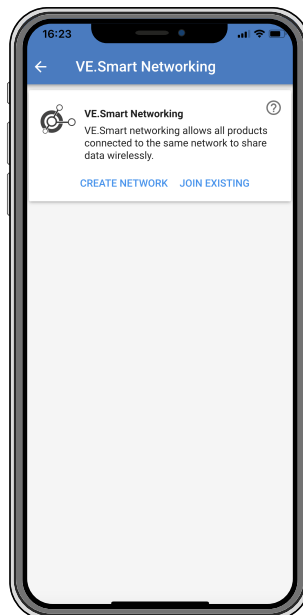 16:23
VE.Smart Networking
VE.Smart Networking
VE.Smart networking allows all products
connected to the same network to share
data wirelessly.
CREATE NETWORK JOIN EXISTING